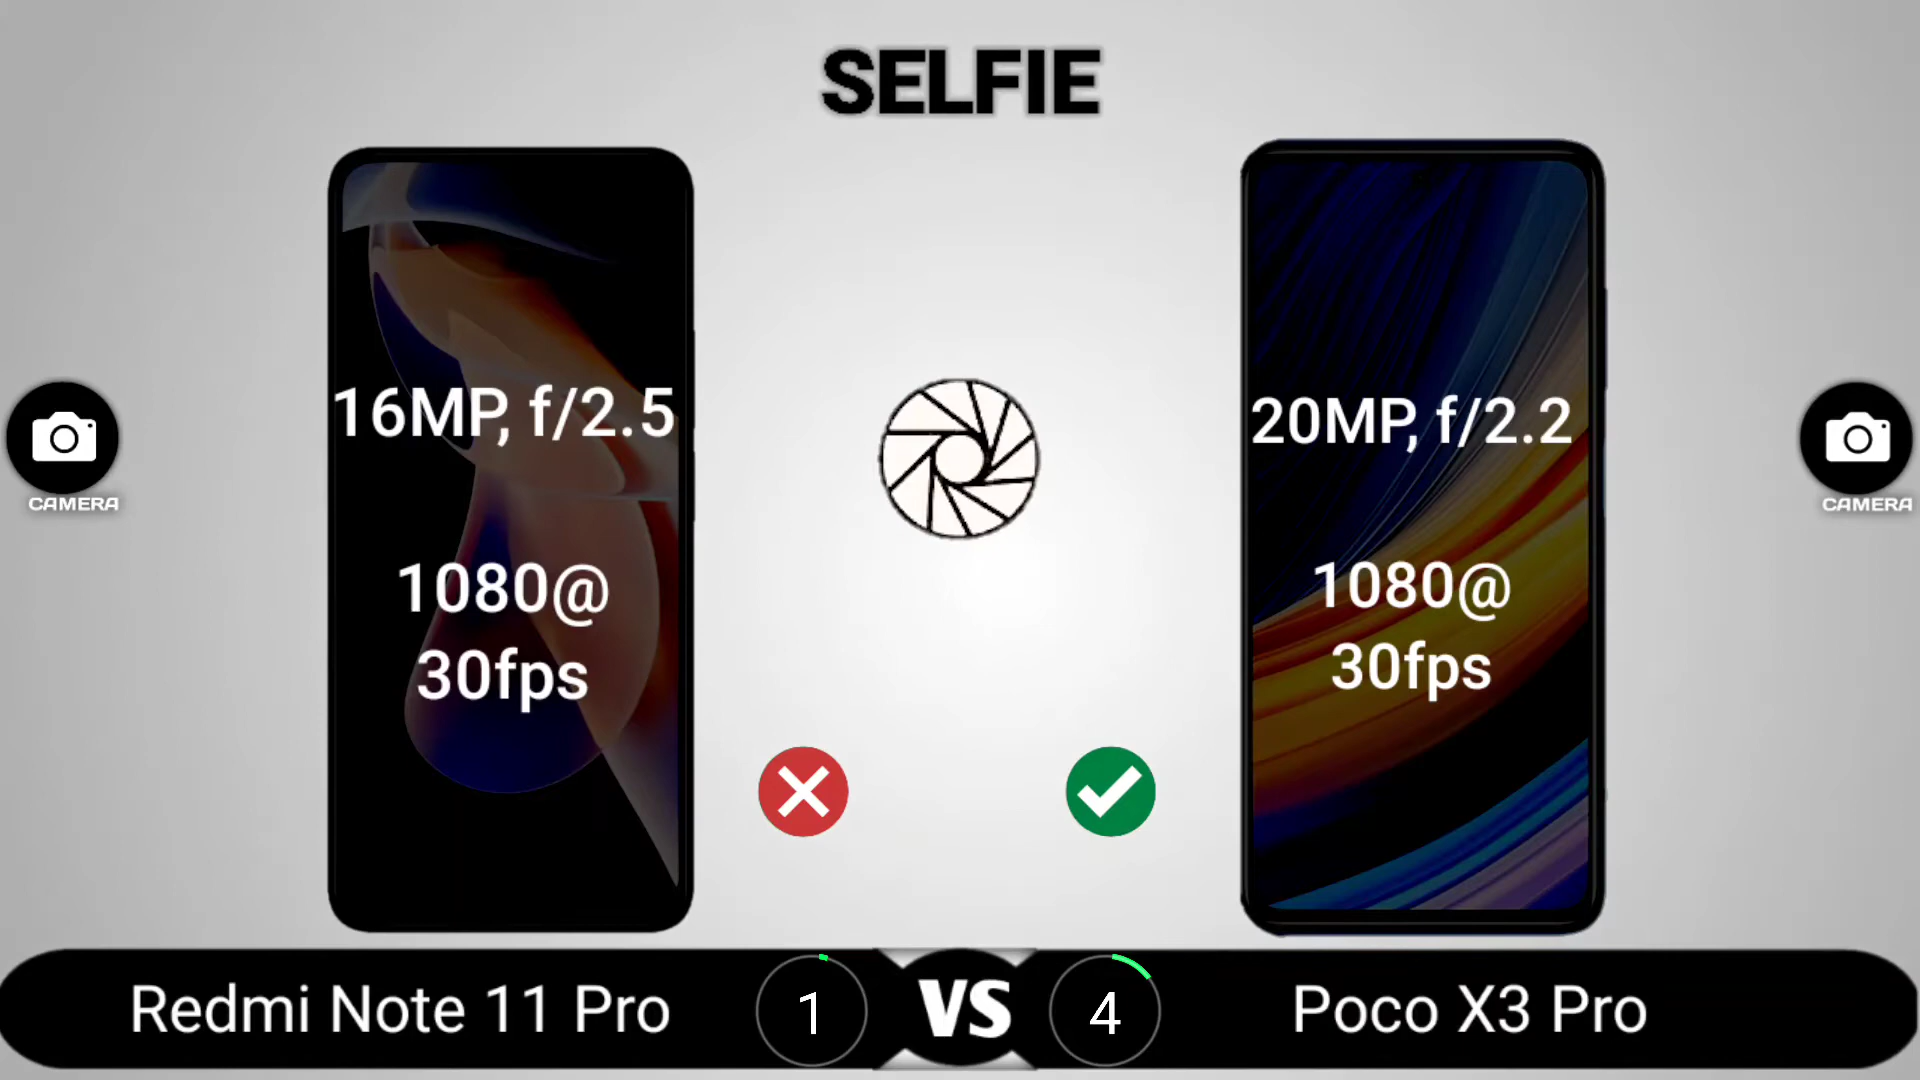 SELFIE
16MP, f/2.5
1080@
30fps
20MP, f/2.2
1080@
30fps
CAMERA
CAMERA
Redmi Note 11 Pro
1
VS
4
Poco X3 Pro